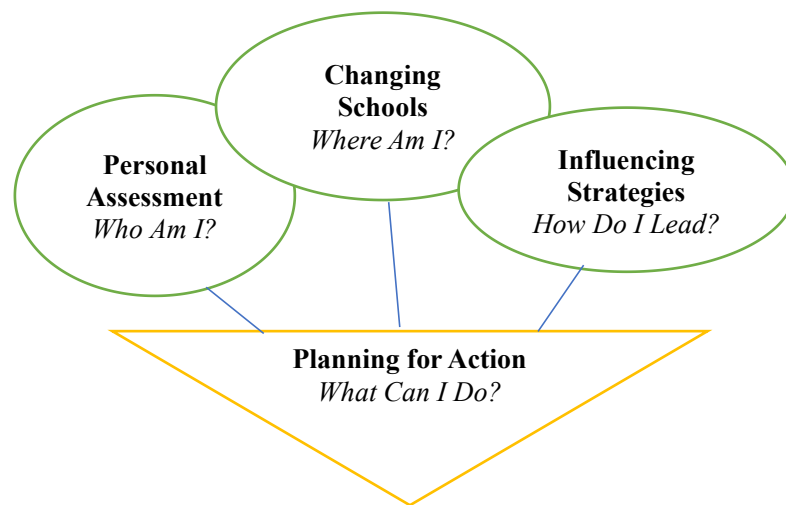 Personal
Assessment
Who Am I?
Changing
Schools
Where Am I?
Influencing
Strategies
How Do I Lead?
Planning for Action
What Can I Do?